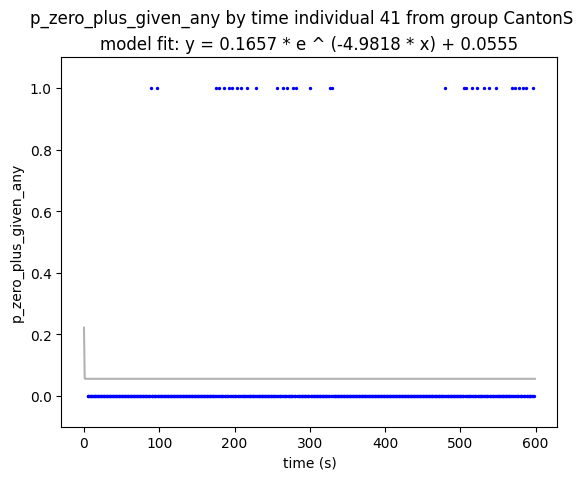 p_zero_plus_given_any by time individual 41 from group CantonS
model fit: y = 0.1657 * e ^ (-4.9818 * x) + 0.0555
1.0
0.8
0.6
0.4
0.2
0.0
p_zero_plus_given_any
0 100 200 300 400 500 600
time (s)